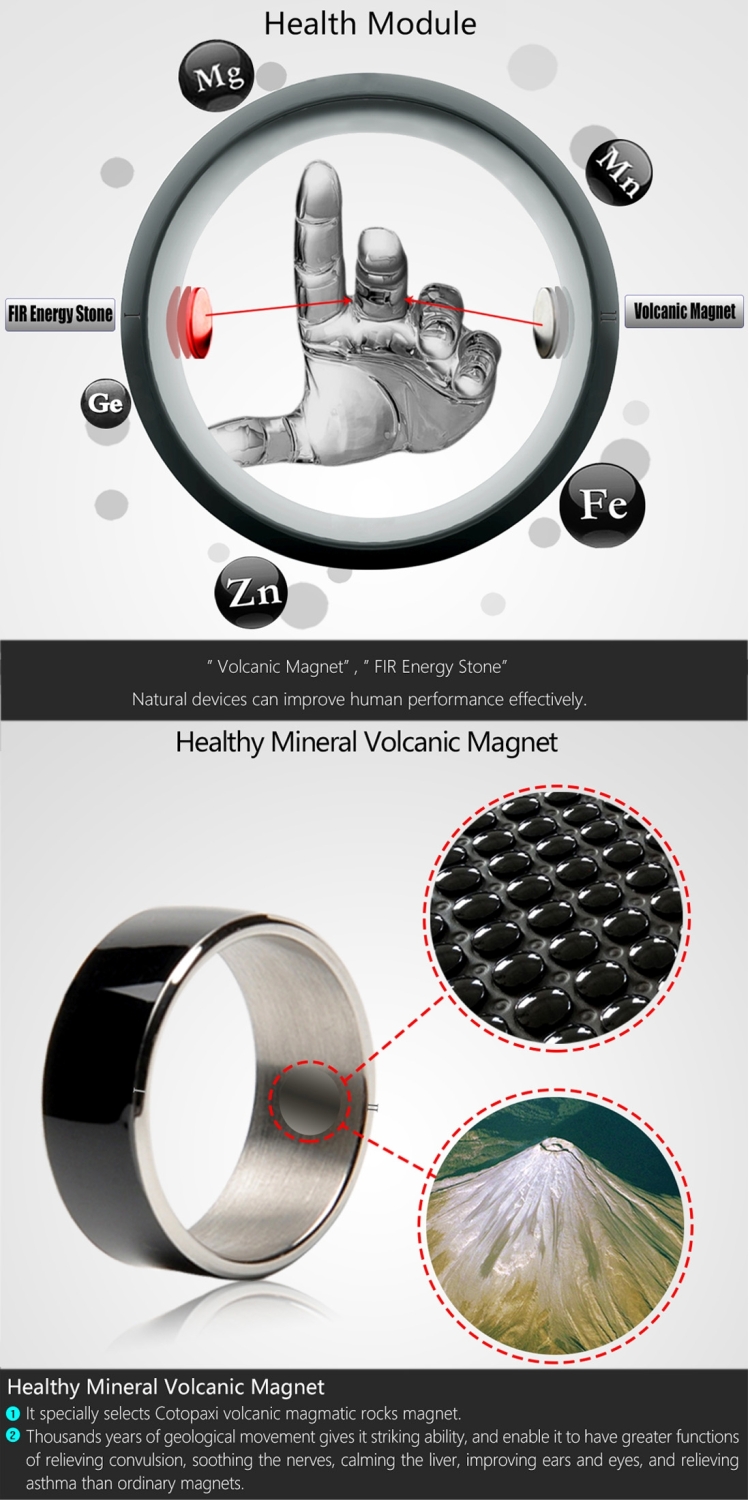 Health Module
Mg
Mn
FIR Energy Stone
Volcanic Magnet
Ge
Fe
Zn
" Volcanic Magnet" , " FIR Energy Stone"
Natural devices can improve human performance effectively.
Healthy Mineral Volcanic Magnet
Healthy Mineral Volcanic Magnet
1 It specially selects Cotopaxi volcanic magmatic rocks magnet.
2 Thousands years of geological movement gives it striking ability, and enable it to have greater functions
of relieving convulsion, soothing the nerves, calming the liver, improving ears and eyes, and relieving
asthma than ordinary magnets.